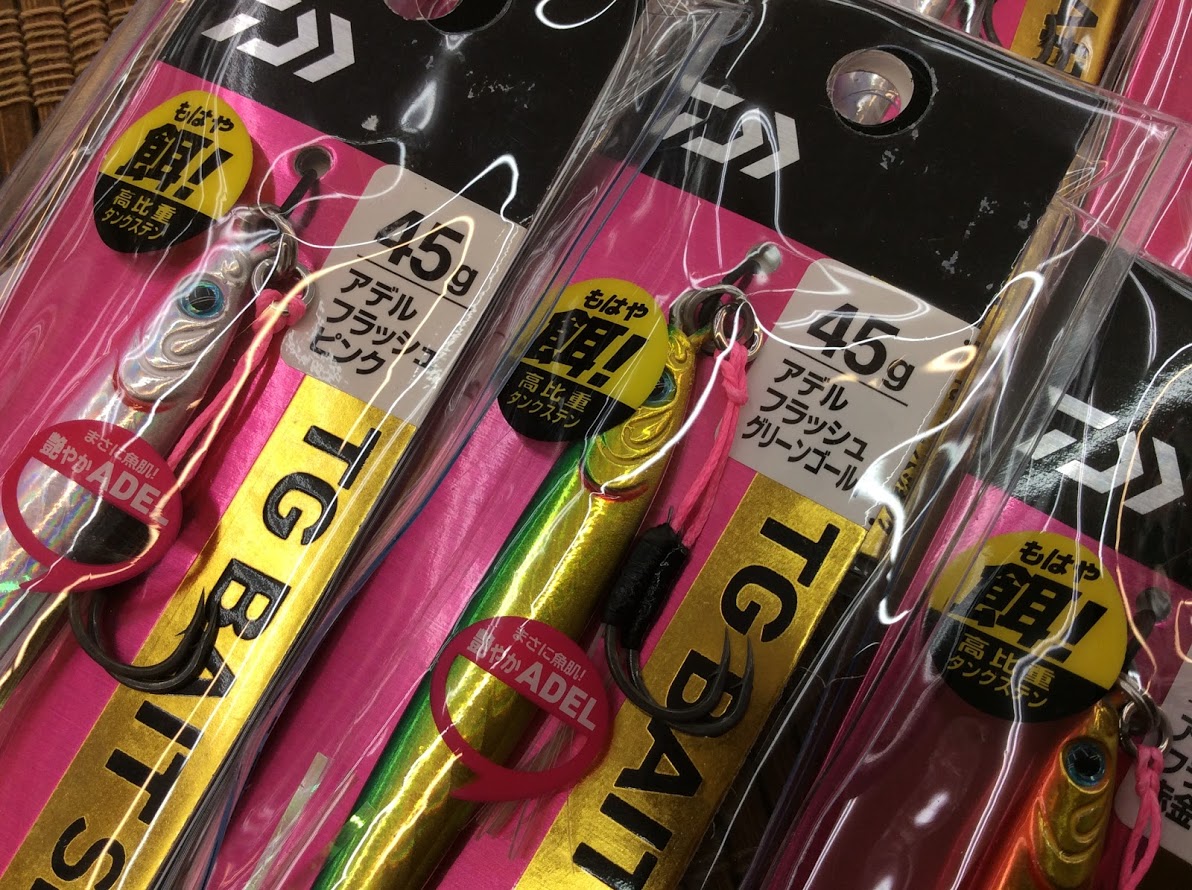 もはや
餌!
高比重
タングステン
45g
アデル
フラッシュ
ピンク
まさに魚肌!
艶やかADEL
TG BAIT S
もはや
餌!
高比重
タングステン
45g
アデル
フラッシュ
グリーンゴール
まさに魚肌!
艶やかADEL
TG BAIT
もはや
餌!
高比重
タングステン